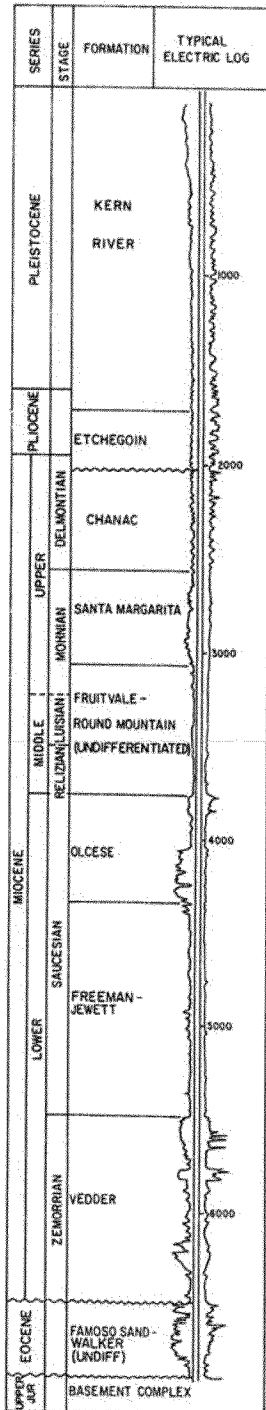 SERIES
STAGE
FORMATION
TYPICAL
ELECTRIC LOG
PLEISTOCENE
KERN
RIVER
1000
PLIOCENE
ETCHEGOIN
2000
MIOCENE
UPPER
DELMONTIAN
CHANAC
MOHNIAN
SANTA MARGARITA
3000
MIDDLE
LUISIAN
RELIZIAN
FRUITVALE -
ROUND MOUNTAIN
(UNDIFFERENTIATED)
4000
OLCESE
LOWER
SAUCESIAN
FREEMAN -
JEWETT
5000
ZEMORRIAN
VEDDER
6000
EOCENE
FAMOSO SAND-
WALKER
(UNDIFF)
UPPER
JUR
BASEMENT COMPLEX